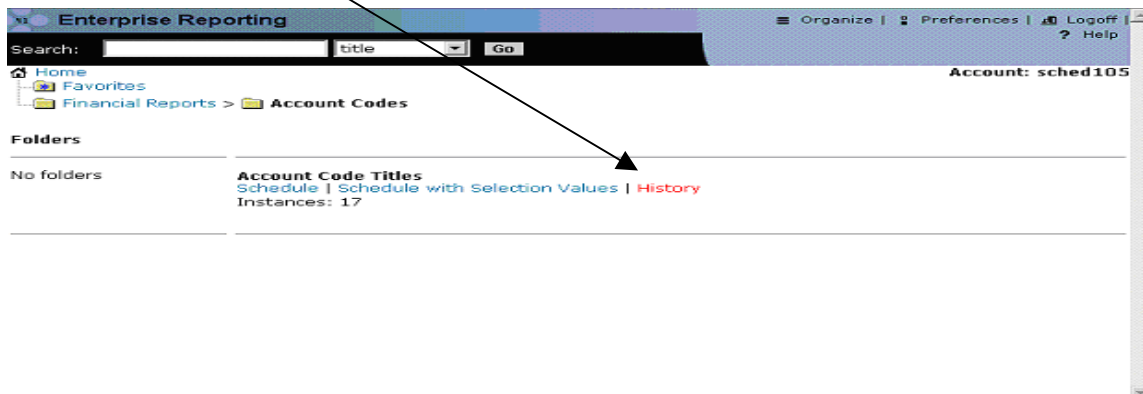 Enterprise Reporting
Organize | Preferences | Logoff |
? Help
Search: title Go
Home
Account: sched105
Favorites
Financial Reports > Account Codes
Folders
No folders
Account Code Titles
Schedule | Schedule with Selection Values | History
Instances: 17